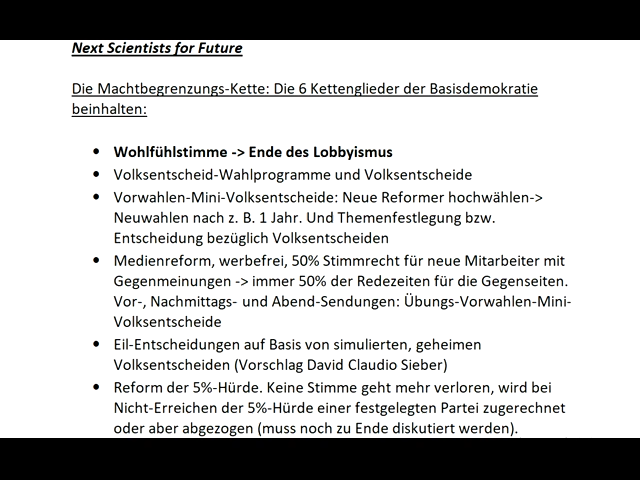 Next Scientists for Future
Die Machtbegrenzungs-Kette: Die 6 Kettenglieder der Basisdemokratie
beinhalten:
• Wohlfühlstimme -> Ende des Lobbyismus
• Volksentscheid-Wahlprogramme und Volksentscheide
• Vorwahlen-Mini-Volksentscheide: Neue Reformer hochwählen->
Neuwahlen nach z. B. 1 Jahr. Und Themenfestlegung bzw.
Entscheidung bezüglich Volksentscheiden
• Medienreform, werbefrei, 50% Stimmrecht für neue Mitarbeiter mit
Gegenmeinungen -> immer 50% der Redezeiten für die Gegenseiten.
Vor-, Nachmittags- und Abend-Sendungen: Übungs-Vorwahlen-Mini-
Volksentscheide
• Eil-Entscheidungen auf Basis von simulierten, geheimen
Volksentscheiden (Vorschlag David Claudio Sieber)
• Reform der 5%-Hürde. Keine Stimme geht mehr verloren, wird bei
Nicht-Erreichen der 5%-Hürde einer festgelegten Partei zugerechnet
oder aber abgezogen (muss noch zu Ende diskutiert werden).